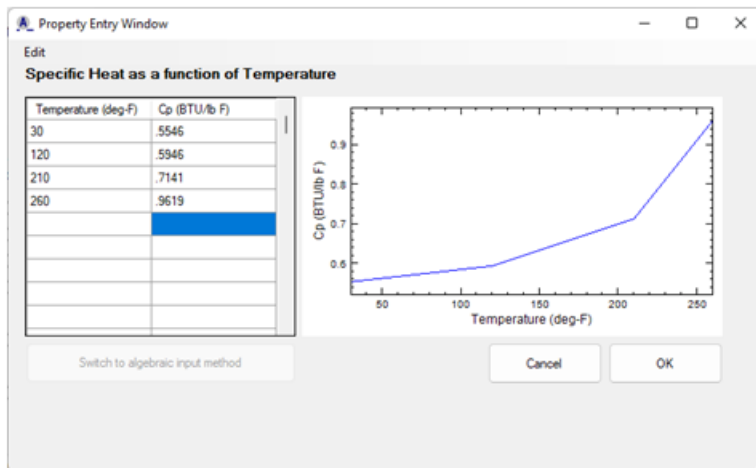 Property Entry Window
Edit
Specific Heat as a function of Temperature
Temperature (deg-F) Cp (BTU/lb F)
30 .5546
120 .5946
210 .7141
260 .9619
0.9
0.8
0.7
0.6
Cp (BTU/lb F)
50 100 150 200 250
Temperature (deg-F)
Switch to algebraic input method
Cancel OK